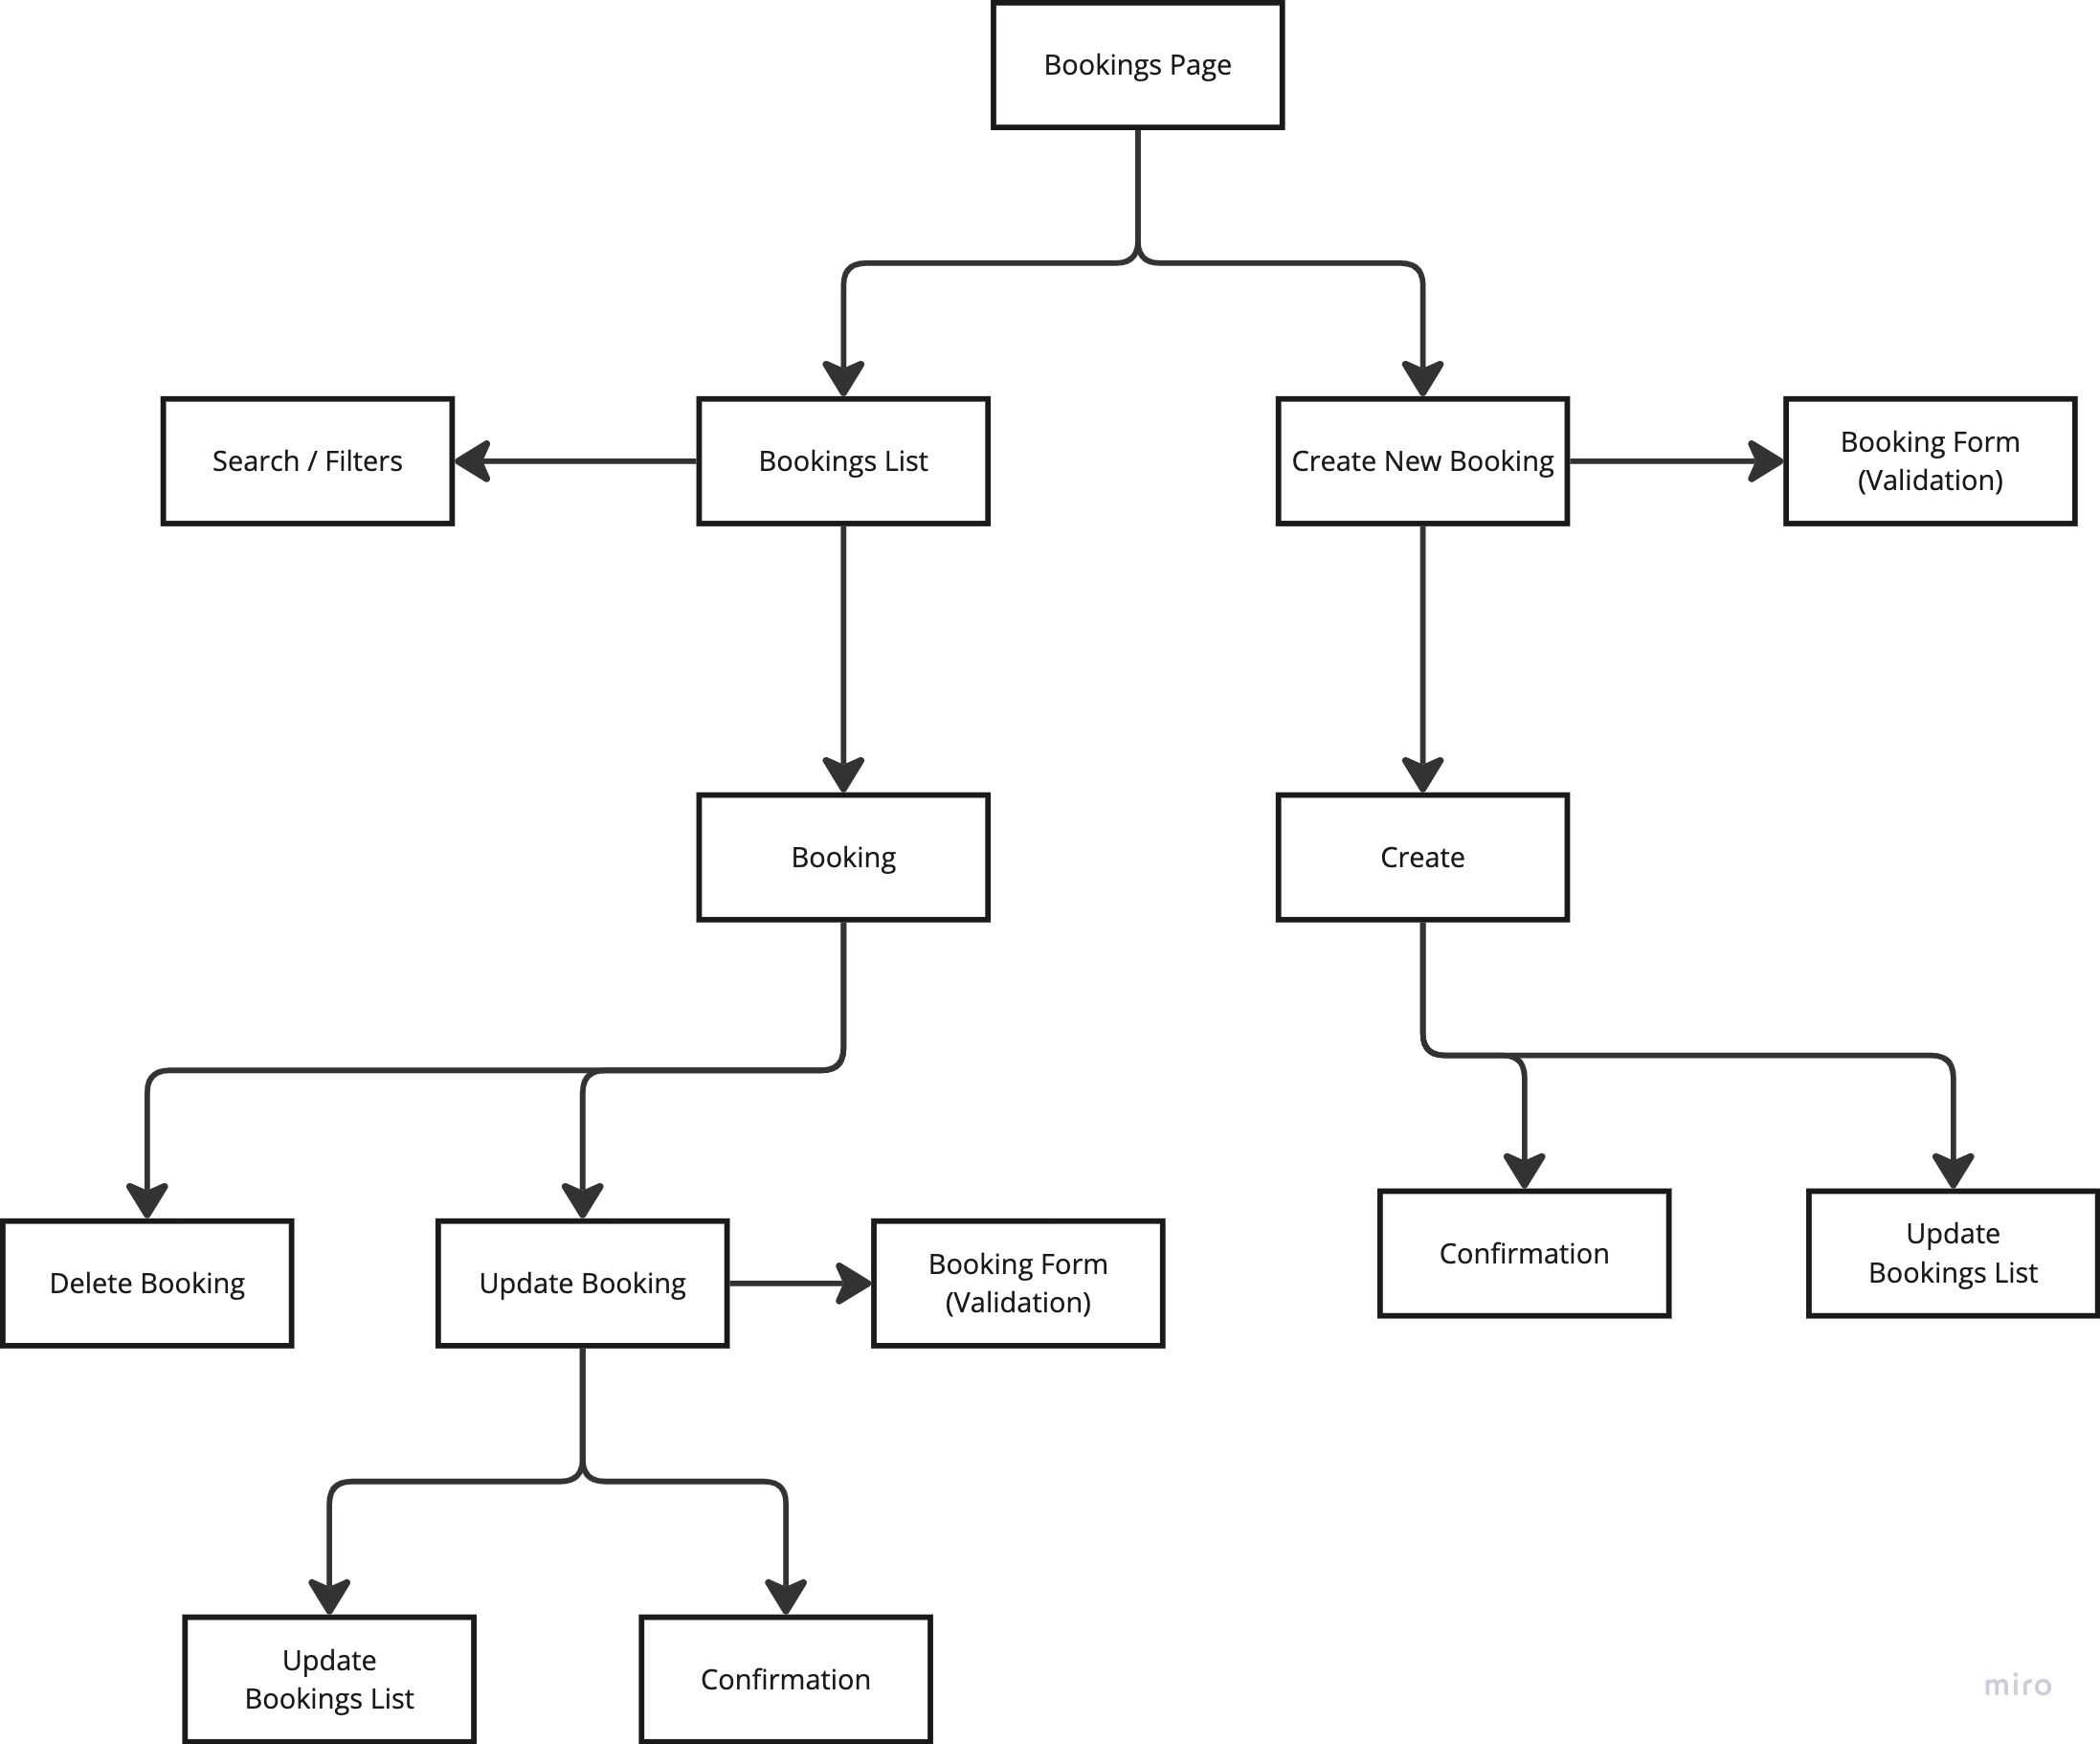 Bookings Page
Search / Filters
Bookings List
Create New Booking
Booking Form
(Validation)
Booking
Create
Delete Booking
Update Booking
Booking Form
(Validation)
Confirmation
Update
Bookings List
Update
Bookings List
Confirmation
miro